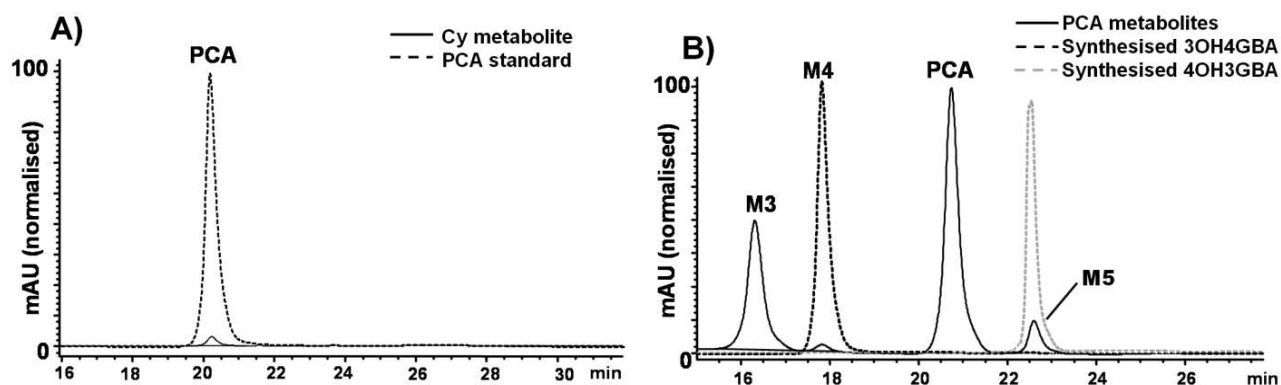 A)
PCA
Cy metabolite
PCA standard
100
mAU (normalised)
0
16 18 20 22 24 26 28 30 min
B)
M4
PCA
PCA metabolites
Synthesised 3OH4GBA
Synthesised 4OH3GBA
100
mAU (normalised)
M3
M5
0
16 18 20 22 24 26 min